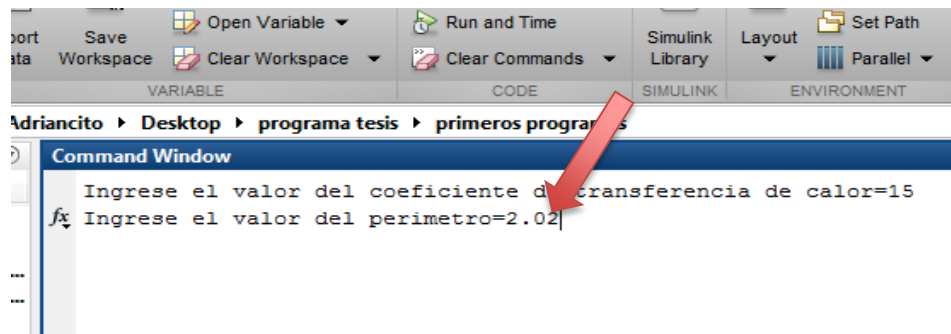 Open Variable
Run and Time
Set Path
Save
Simulink
Layout
Workspace
Clear Workspace
Clear Commands
Library
Parallel
VARIABLE
CODE
SIMULINK
ENVIRONMENT
Adriancito ▸ Desktop ▸ programa tesis ▸ primeros programas
Command Window
Ingrese el valor del coeficiente de transferencia de calor=15
fx Ingrese el valor del perimetro=2.02